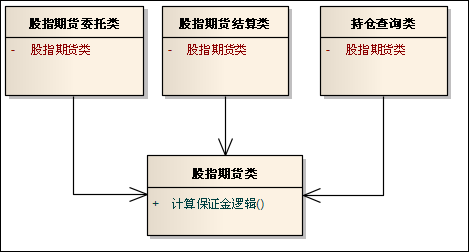 股指期货委托类
- 股指期货类
股指期货结算类
- 股指期货类
持仓查询类
- 股指期货类
股指期货类
+ 计算保证金逻辑()